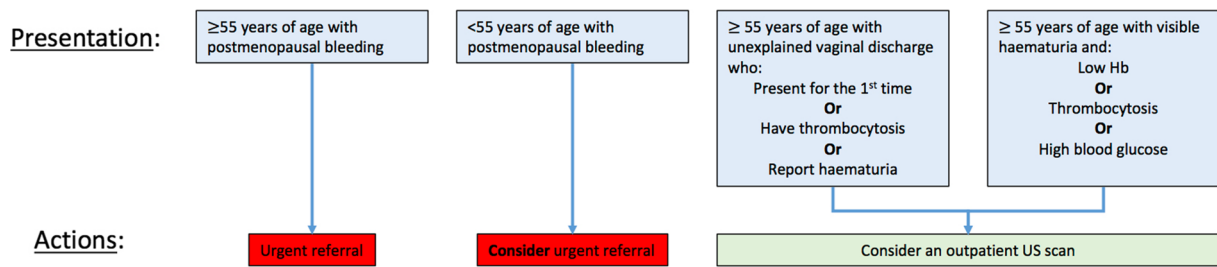 Presentation:
≥55 years of age with
postmenopausal bleeding
<55 years of age with
postmenopausal bleeding
≥ 55 years of age with
unexplained vaginal discharge
who:
Present for the 1st time
Or
Have thrombocytosis
Or
Report haematuria
≥ 55 years of age with visible
haematuria and:
Low Hb
Or
Thrombocytosis
Or
High blood glucose
Actions:
Urgent referral
Consider urgent referral
Consider an outpatient US scan